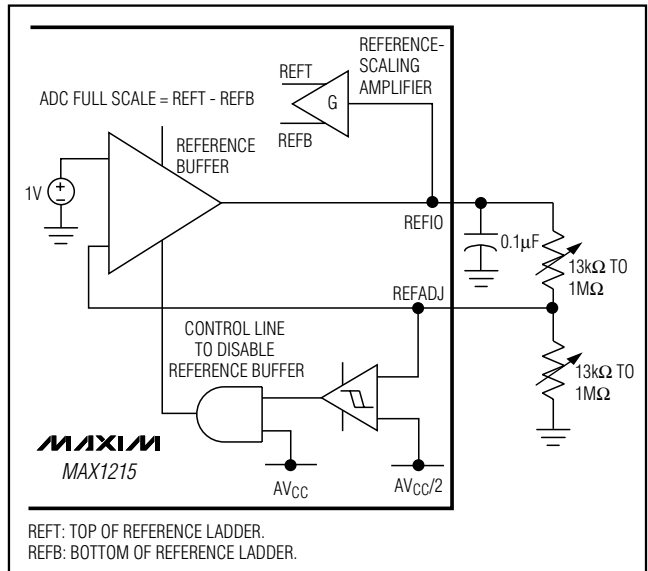 REFERENCE-
SCALING
AMPLIFIER
REFT
G
REFB
ADC FULL SCALE = REFT - REFB
REFERENCE
BUFFER
1V
REFIO
0.1μF
13kΩ TO
1MΩ
REFADJ
CONTROL LINE
TO DISABLE
REFERENCE BUFFER
13kΩ TO
1MΩ
MAXIM
MAX1215
AVCC
AVCC/2
REFT: TOP OF REFERENCE LADDER.
REFB: BOTTOM OF REFERENCE LADDER.